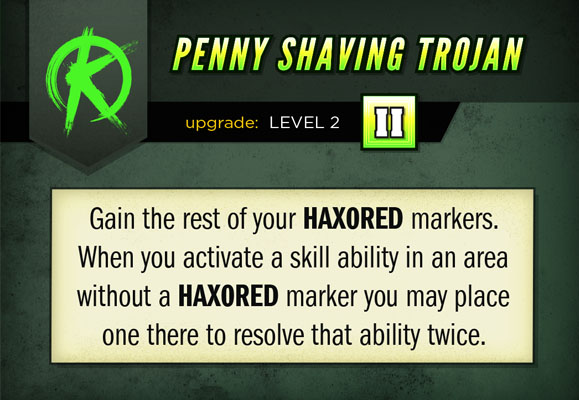 K
PENNY SHAVING TROJAN
upgrade: LEVEL 2
II
Gain the rest of your HAXORED markers.
When you activate a skill ability in an area
without a HAXORED marker you may place
one there to resolve that ability twice.